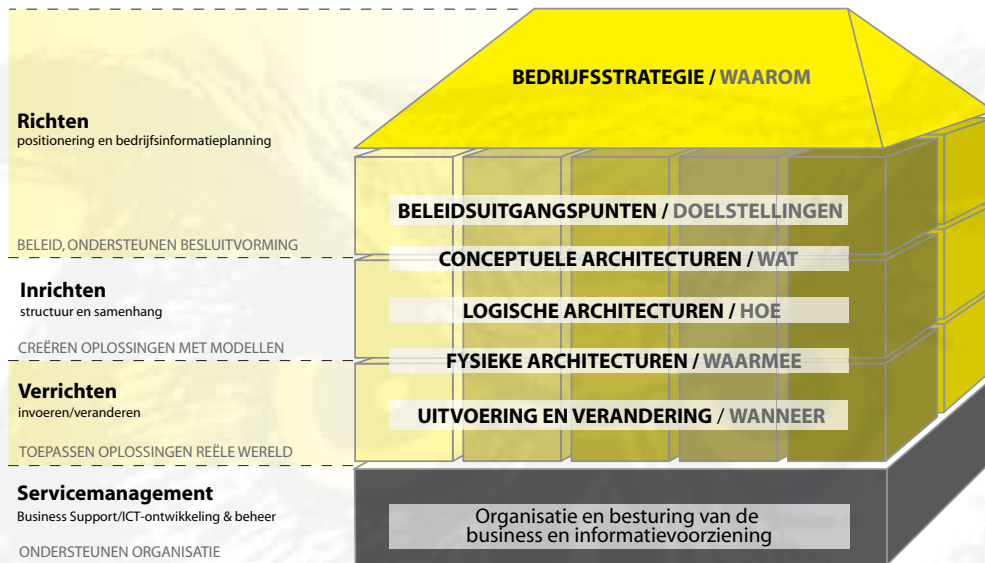 BEDRIJFSSTRATEGIE / WAAROM
Richten
positionering en bedrijfsinformatieplanning
BELEIDSUITGANGSPUNTEN / DOELSTELLINGEN
BELEID, ONDERSTEUNEN BESLUITVORMING
CONCEPTUELE ARCHITECTUREN / WAT
Inrichten
structuur en samenhang
LOGISCHE ARCHITECTUREN / HOE
CREËREN OPLOSSINGEN MET MODELLEN
FYSIEKE ARCHITECTUREN / WAARMEE
Verrichten
invoeren/veranderen
UITVOERING EN VERANDERING / WANNEER
TOEPASSEN OPLOSSINGEN REËLE WERELD
Servicemanagement
Business Support/ICT-ontwikkeling & beheer
Organisatie en besturing van de
business en informatievoorziening
ONDERSTEUNEN ORGANISATIE